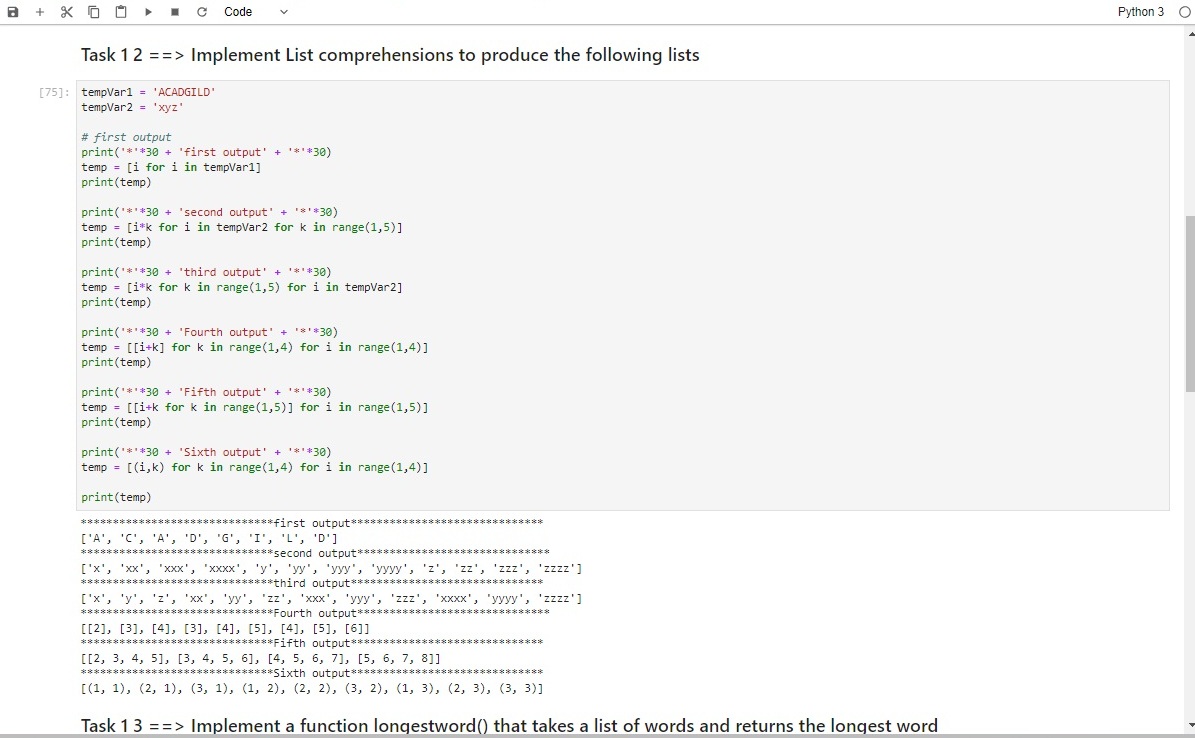 Code Python 3
Task 1 2 ==> Implement List comprehensions to produce the following lists
[75]: tempVar1 = 'ACADGILD'
tempVar2 = 'xyz'
# first output
print('*'*30 + 'first output' + '*'*30)
temp = [i for i in tempVar1]
print(temp)
print('*'*30 + 'second output' + '*'*30)
temp = [i*k for i in tempVar2 for k in range(1,5)]
print(temp)
print('*'*30 + 'third output' + '*'*30)
temp = [i*k for k in range(1,5) for i in tempVar2]
print(temp)
print('*'*30 + 'Fourth output' + '*'*30)
temp = [[i+k] for k in range(1,4) for i in range(1,4)]
print(temp)
print('*'*30 + 'Fifth output' + '*'*30)
temp = [[i+k for k in range(1,5)] for i in range(1,5)]
print(temp)
print('*'*30 + 'Sixth output' + '*'*30)
temp = [(i,k) for k in range(1,4) for i in range(1,4)]
print(temp)
******************************first output******************************
['A', 'C', 'A', 'D', 'G', 'I', 'L', 'D']
******************************second output******************************
['x', 'xx', 'xxx', 'xxxx', 'y', 'yy', 'yyy', 'yyyy', 'z', 'zz', 'zzz', 'zzzz']
******************************third output******************************
['x', 'y', 'z', 'xx', 'yy', 'zz', 'xxx', 'yyy', 'zzz', 'xxxx', 'yyyy', 'zzzz']
******************************Fourth output******************************
[[2], [3], [4], [3], [4], [5], [4], [5], [6]]
******************************Fifth output******************************
[[2, 3, 4, 5], [3, 4, 5, 6], [4, 5, 6, 7], [5, 6, 7, 8]]
******************************Sixth output******************************
[(1, 1), (2, 1), (3, 1), (1, 2), (2, 2), (3, 2), (1, 3), (2, 3), (3, 3)]
Task 1 3 ==> Implement a function longestword() that takes a list of words and returns the longest word